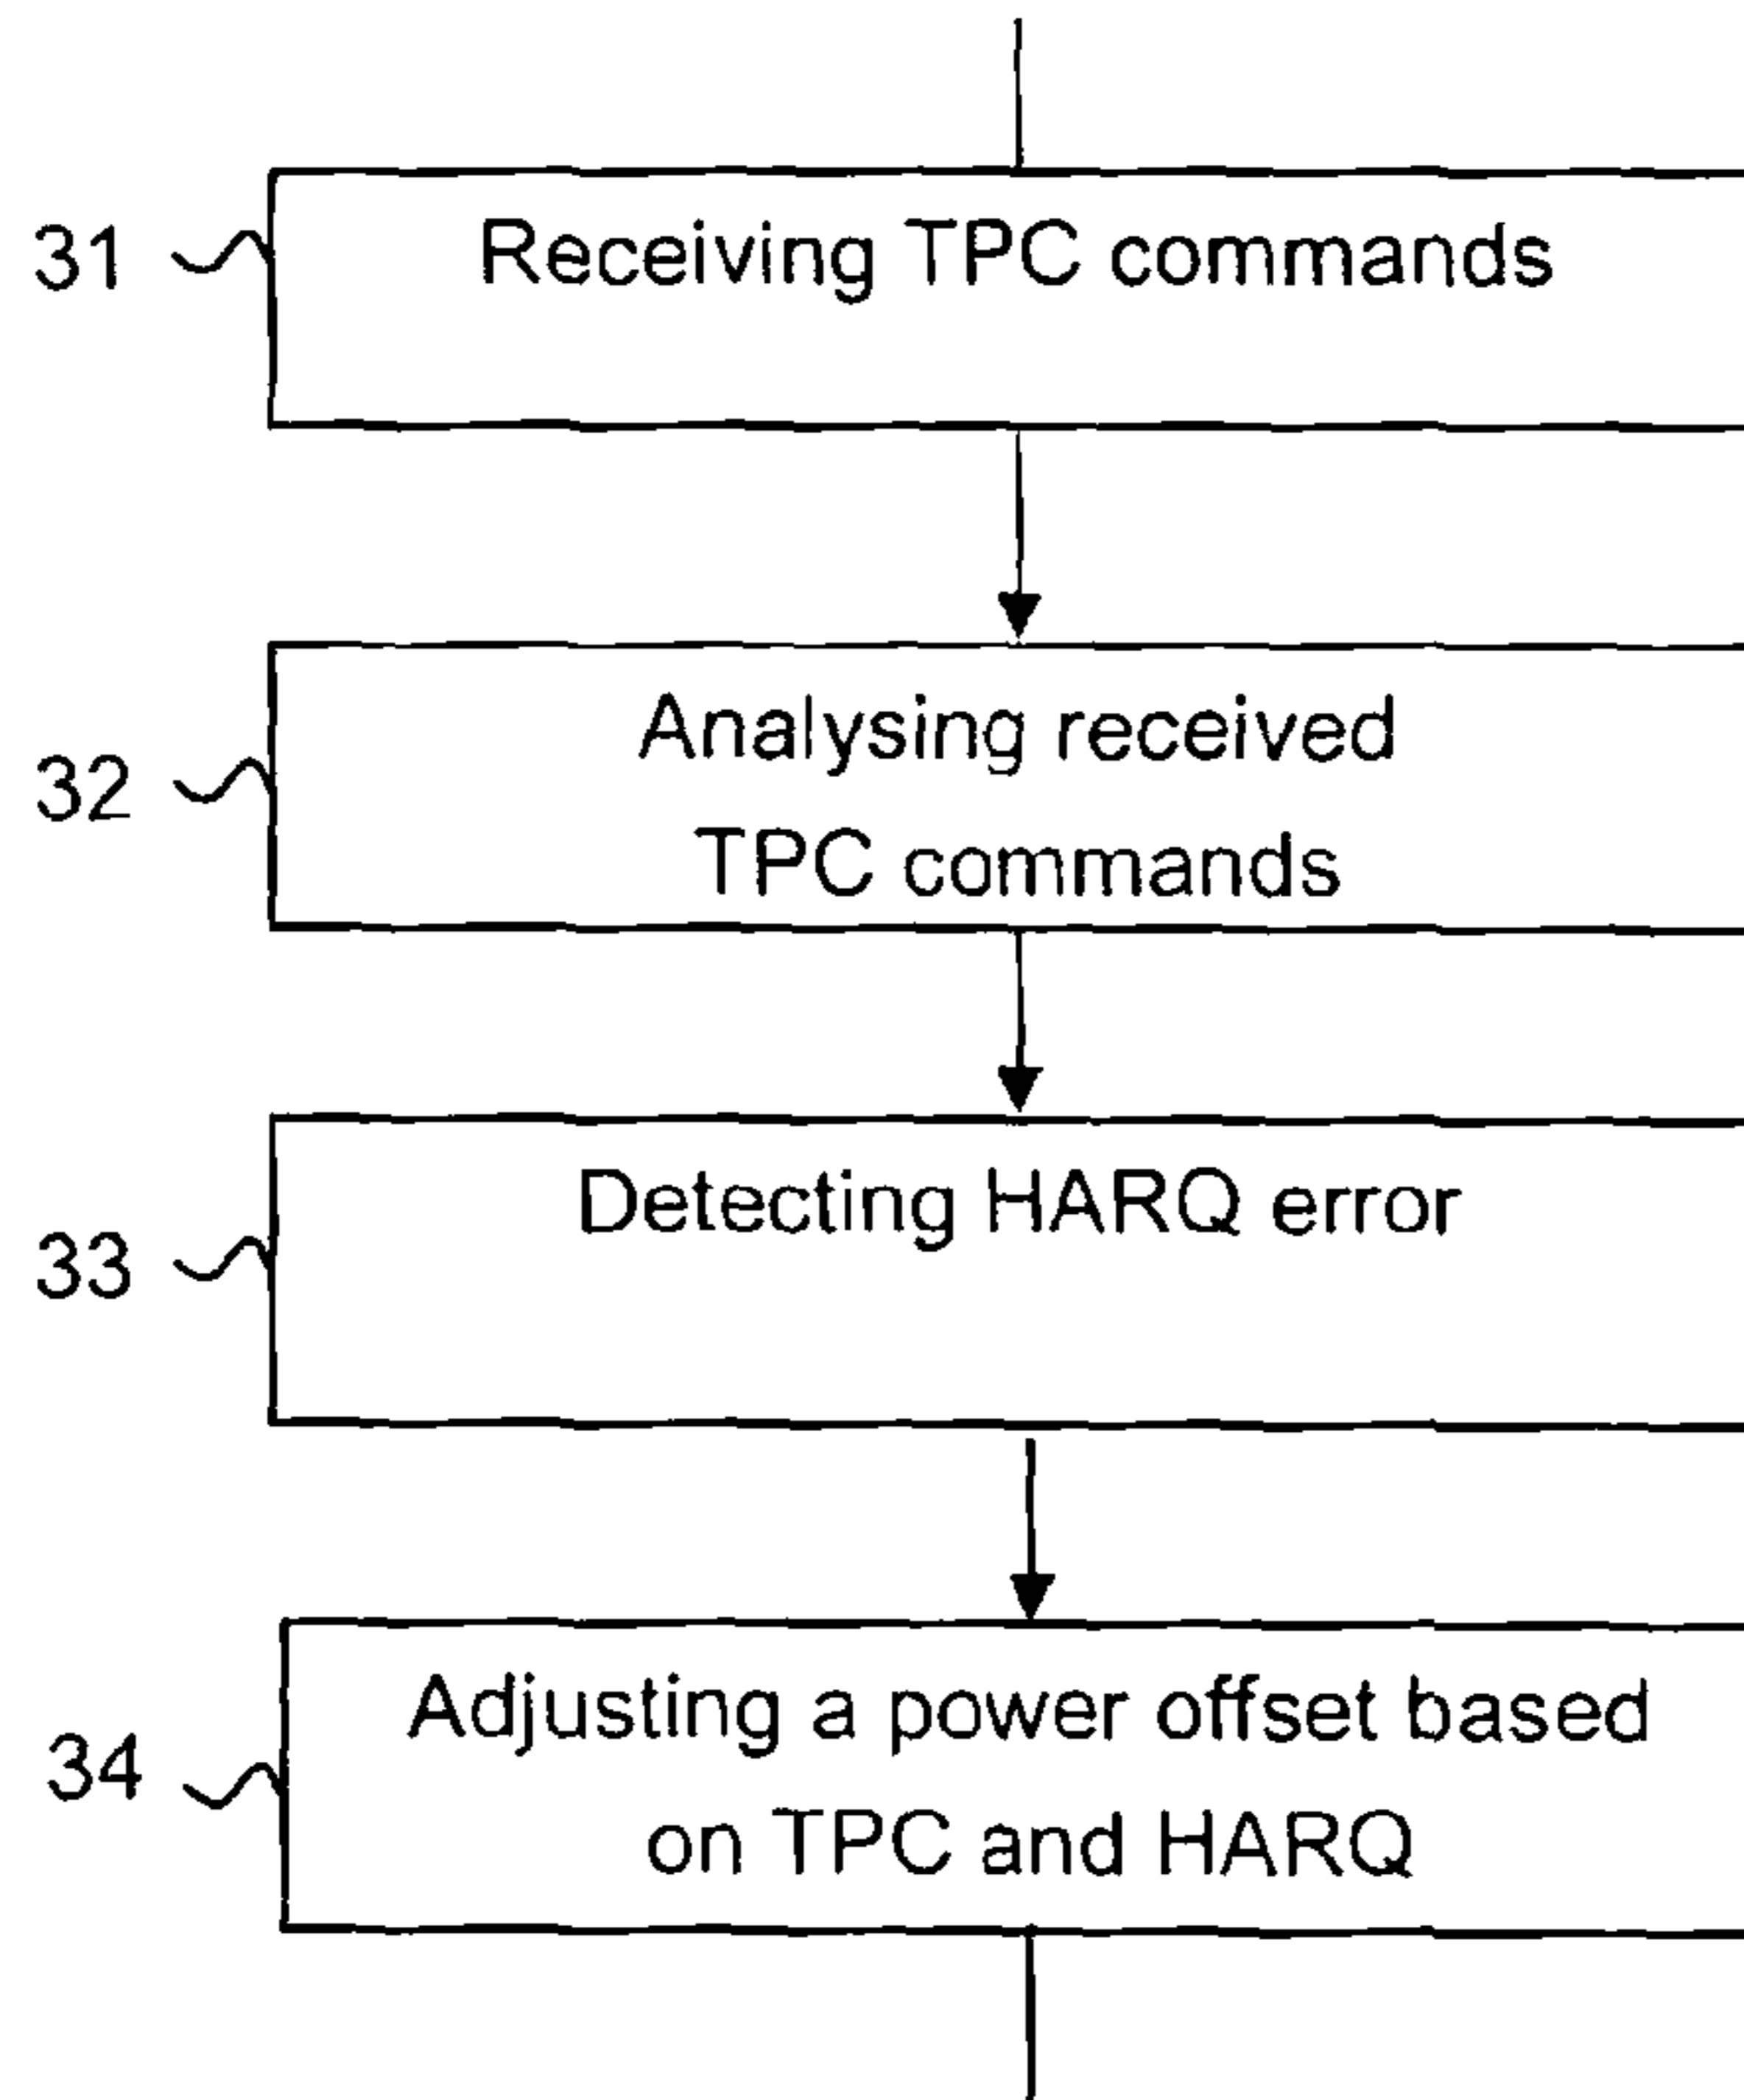 31 Receiving TPC commands
32 Analysing received
TPC commands
33 Detecting HARQ error
34 Adjusting a power offset based
on TPC and HARQ